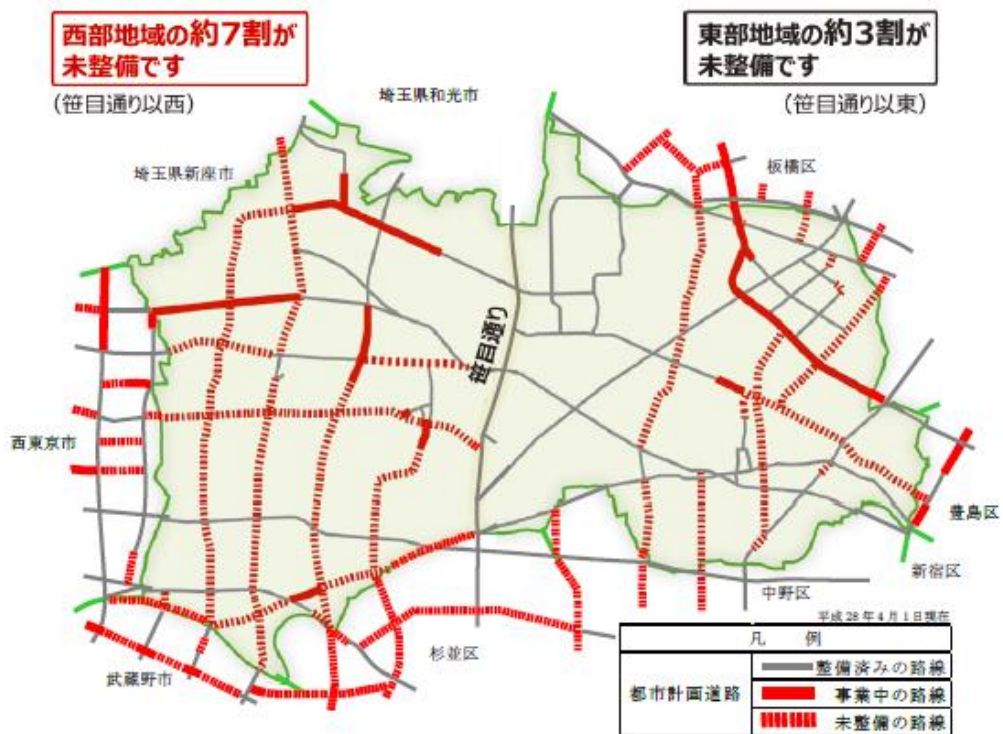 西部地域の約7割が
未整備です
(笹目通り以西)
東部地域の約3割が
未整備です
(笹目通り以東)
埼玉県和光市
埼玉県新座市
板橋区
笹目通り
西東京市
豊島区
新宿区
中野区
杉並区
武蔵野市
平成28年4月1日現在
凡 例
都市計画道路
整備済みの路線
事業中の路線
未整備の路線